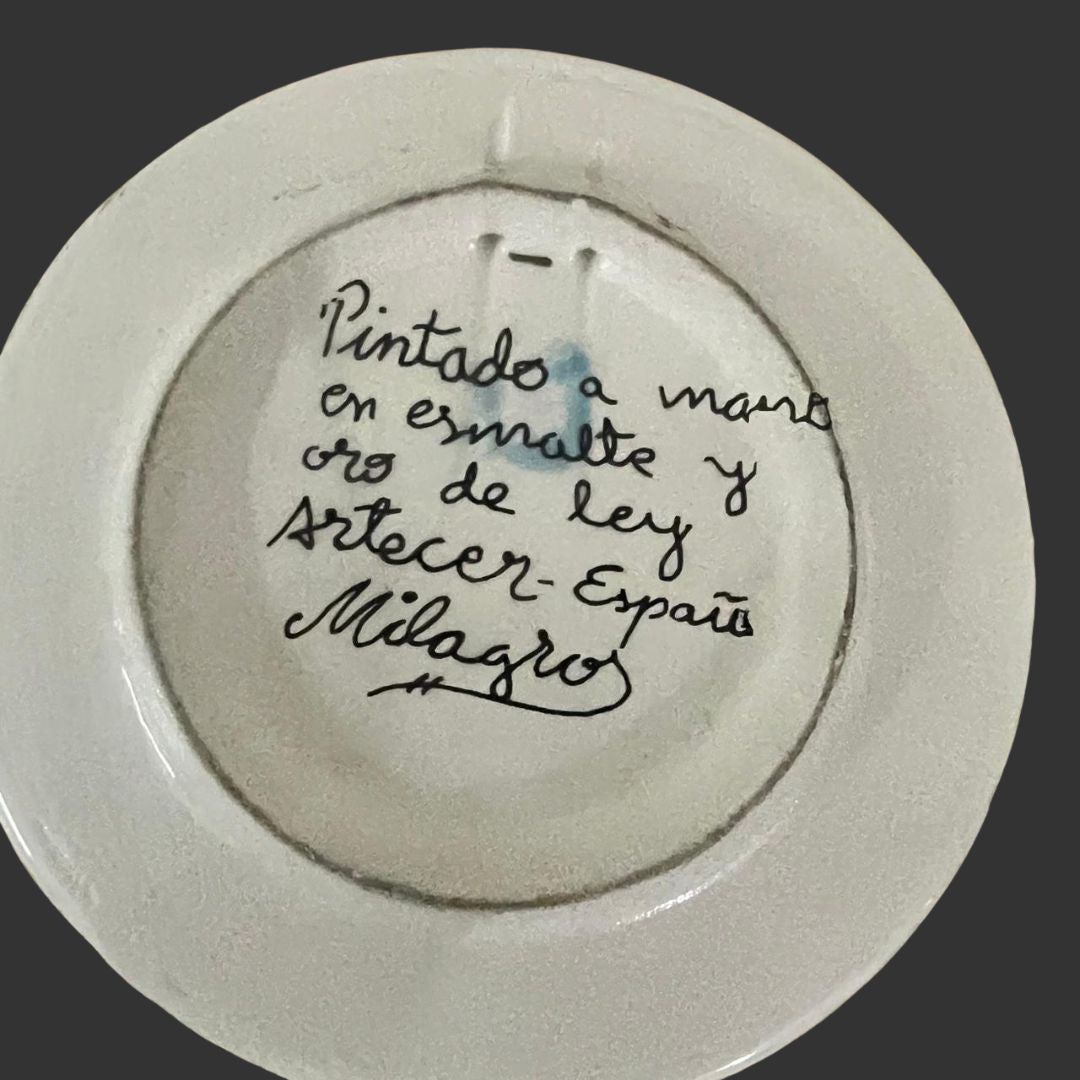 Pintado a mano
en esmalte y
oro de ley
Artecer-España
Milagros